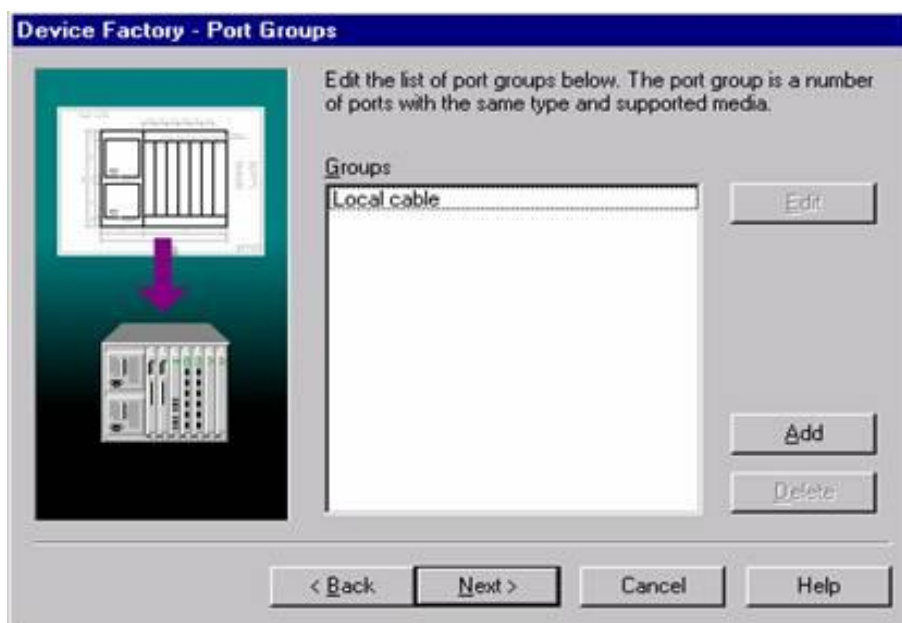 Device Factory - Port Groups
Edit the list of port groups below. The port group is a number
of ports with the same type and supported media.
Groups
Local cable
Edit
Add
Delete
< Back
Next >
Cancel
Help